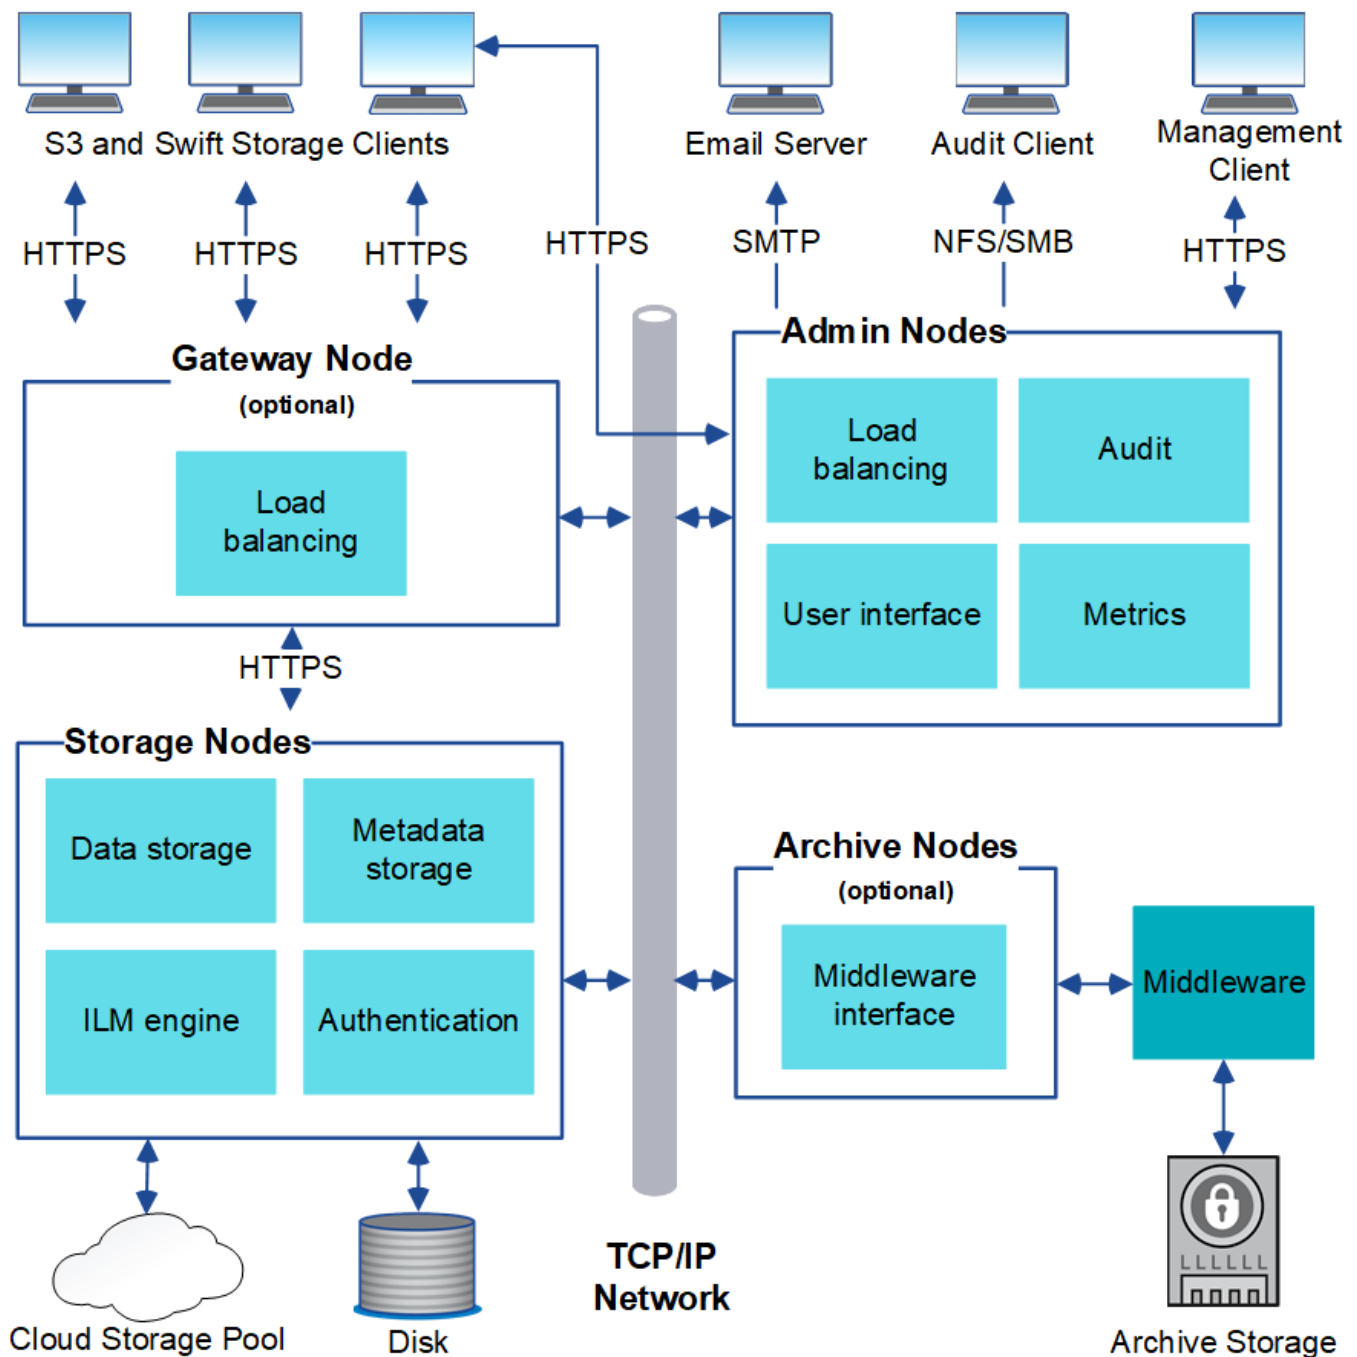 S3 and Swift Storage Clients
Email Server
Audit Client
Management
Client
HTTPS
HTTPS
HTTPS
HTTPS
SMTP
NFS/SMB
HTTPS
Gateway Node
(optional)
Load
balancing
Admin Nodes
Load
balancing
Audit
User interface
Metrics
HTTPS
Storage Nodes
Data storage
Metadata
storage
ILM engine
Authentication
Archive Nodes
(optional)
Middleware
interface
Middleware
Cloud Storage Pool
Disk
TCP/IP
Network
LLLLLL
Archive Storage